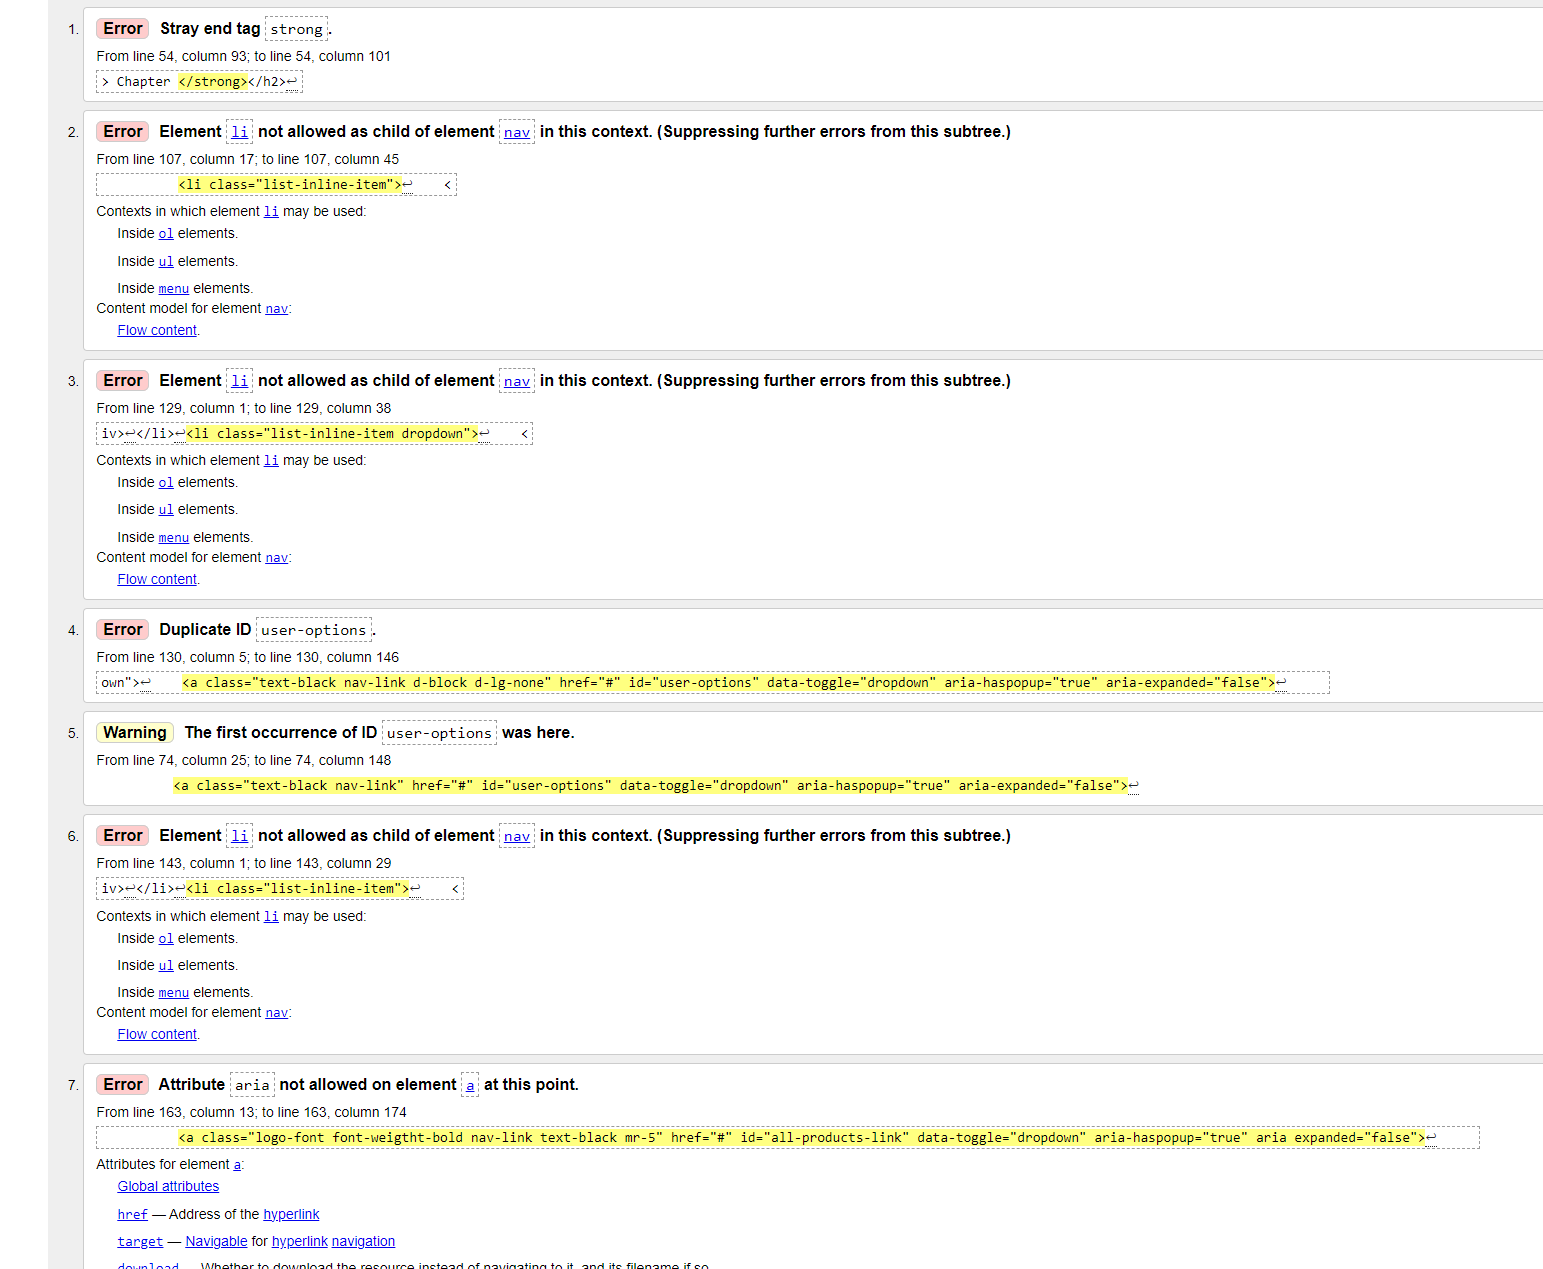 1. Error Stray end tag strong.
From line 54, column 93; to line 54, column 101
> Chapter </strong></h2>↩
2. Error Element li not allowed as child of element nav in this context. (Suppressing further errors from this subtree.)
From line 107, column 17; to line 107, column 45
<li class="list-inline-item">↩ <
Contexts in which element li may be used:
Inside ol elements.
Inside ul elements.
Inside menu elements.
Content model for element nav:
Flow content.
3. Error Element li not allowed as child of element nav in this context. (Suppressing further errors from this subtree.)
From line 129, column 1; to line 129, column 38
iv>↩</li>↩<li class="list-inline-item dropdown">↩ <
Contexts in which element li may be used:
Inside ol elements.
Inside ul elements.
Inside menu elements.
Content model for element nav:
Flow content.
4. Error Duplicate ID user-options.
From line 130, column 5; to line 130, column 146
own">↩ <a class="text-black nav-link d-block d-lg-none" href="#" id="user-options" data-toggle="dropdown" aria-haspopup="true" aria-expanded="false">↩
5. Warning The first occurrence of ID user-options was here.
From line 74, column 25; to line 74, column 148
<a class="text-black nav-link" href="#" id="user-options" data-toggle="dropdown" aria-haspopup="true" aria-expanded="false">↩
6. Error Element li not allowed as child of element nav in this context. (Suppressing further errors from this subtree.)
From line 143, column 1; to line 143, column 29
iv>↩</li>↩<li class="list-inline-item">↩ <
Contexts in which element li may be used:
Inside ol elements.
Inside ul elements.
Inside menu elements.
Content model for element nav:
Flow content.
7. Error Attribute aria not allowed on element a at this point.
From line 163, column 13; to line 163, column 174
<a class="logo-font font-weigtht-bold nav-link text-black mr-5" href="#" id="all-products-link" data-toggle="dropdown" aria-haspopup="true" aria expanded="false">↩
Attributes for element a:
Global attributes
href — Address of the hyperlink
target — Navigable for hyperlink navigation
download — Whether to download the resource instead of navigating to it, and its filename if so